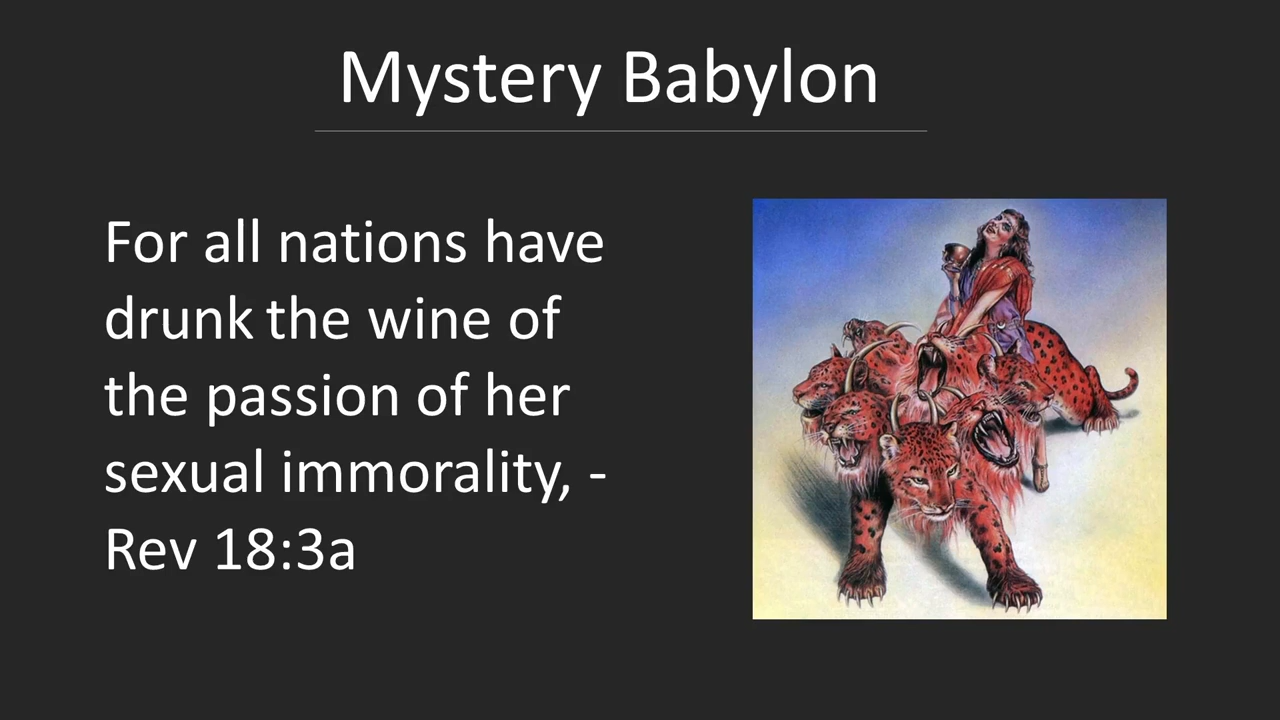 Mystery Babylon
For all nations have
drunk the wine of
the passion of her
sexual immorality, -
Rev 18:3a